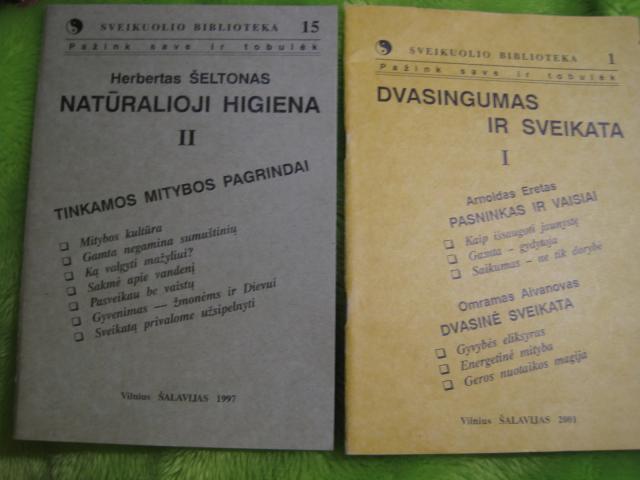 SVEIKUOLIO BIBLIOTEKA 15
Pažink save ir tobulėk
Herbertas ŠELTONAS
NATŪRALIOJI HIGIENA
II
TINKAMOS MITYBOS PAGRINDAI
Mitybos kultūra
Gamta negamina sumuštinių
Ką valgyti mažyliui?
Sakmė apie vandenį
Pasveikau be vaistų
Gyvenimas — žmonėms ir Dievui
Sveikatą privalome užsipelnyti
Vilnius ŠALAVIJAS 1997
SVEIKUOLIO BIBLIOTEKA 1
Pažink save ir tobulėk
DVASINGUMAS
IR SVEIKATA
I
Arnoldas Eretas
PASNINKAS IR VAISIAI
Kaip išsaugoti jaunystę
Gamta – gydytoja
Saikumas – ne tik dorybė
Omramas Aivanovas
DVASINĖ SVEIKATA
Gyvybės eliksyras
Energetinė mityba
Geros nuotaikos magija
Vilnius ŠALAVIJAS 2001